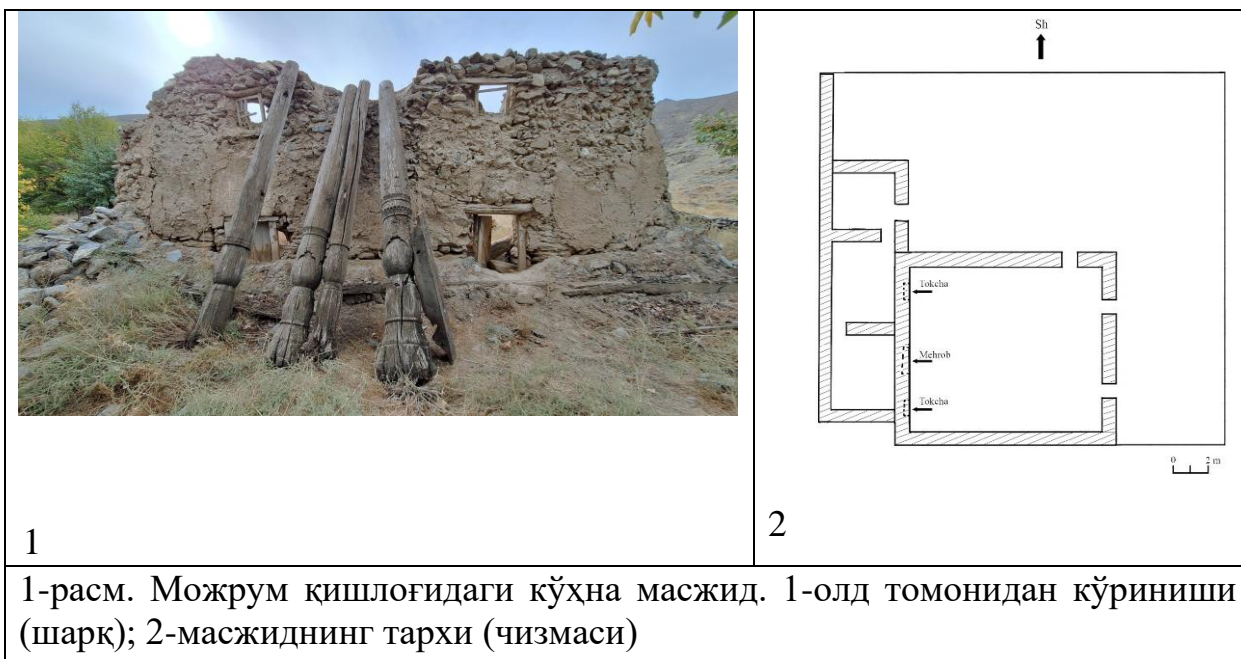 Sh
Tokcha
Mehrob
Tokcha
0 2 m
1
2
1-расм. Можрум қишлоғидаги кўҳна масжид. 1-олд томонидан кўриниши
(шарқ); 2-масжиднинг тархи (чизмаси)